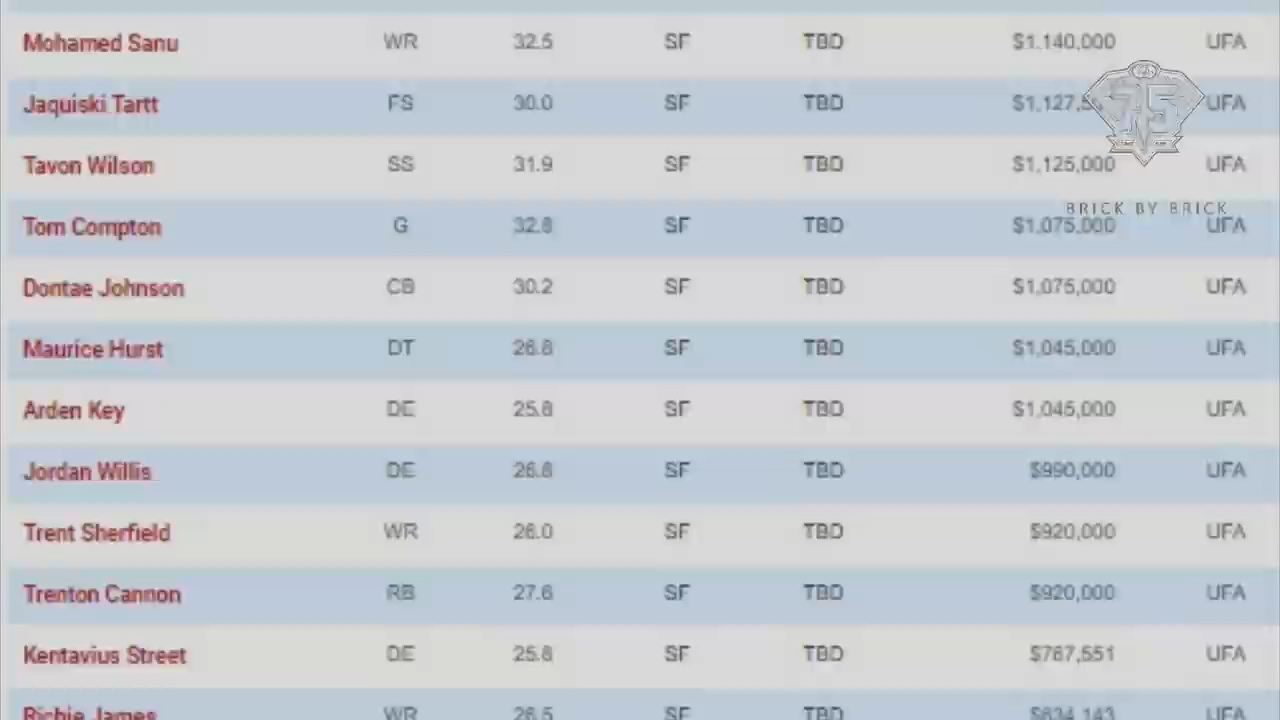 Mohamed Sanu WR 32.5 SF TBD $1,140,000 UFA
Jaquiski Tartt FS 30.0 SF TBD UFA
Tavon Wilson SS 31.9 SF TBD $1,125,000 UFA
BRICK BY BRICK
Tom Compton G 32.8 SF TBD $1,075,000 UFA
Dontae Johnson CB 30.2 SF TBD $1,075,000 UFA
Maurice Hurst DT 26.8 SF TBD $1,045,000 UFA
Arden Key DE 25.8 SF TBD $1,045,000 UFA
Jordan Willis DE 26.8 SF TBD $990,000 UFA
Trent Sherfield WR 26.0 SF TBD $920,000 UFA
Trenton Cannon RB 27.6 SF TBD $920,000 UFA
Kentavius Street DE 25.8 SF TBD $767,551 UFA
Richie James WR 26.5 SF TBD $634,143 UFA